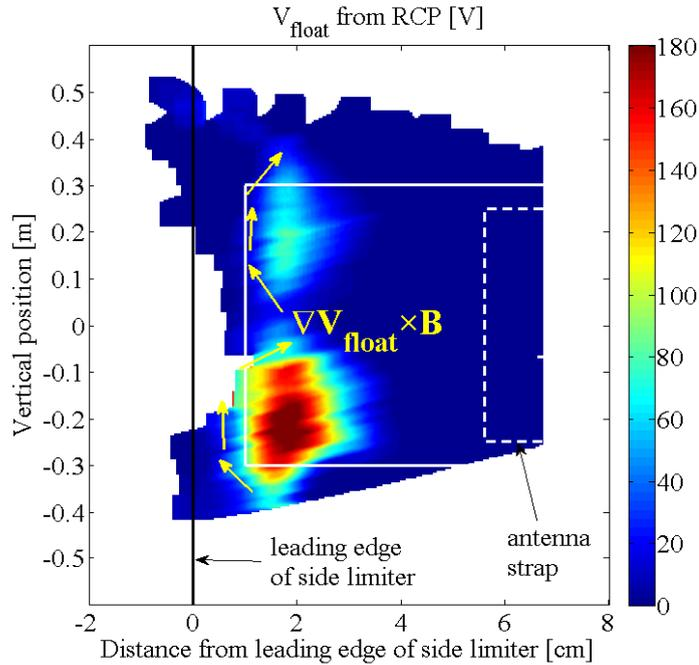 V_float from RCP [V]
Vertical position [m]
0.5
0.4
0.3
0.2
0.1
0
-0.1
-0.2
-0.3
-0.4
-0.5
∇V_float×B
leading edge
of side limiter
antenna
strap
-2 0 2 4 6 8
Distance from leading edge of side limiter [cm]
180
160
140
120
100
80
60
40
20
0